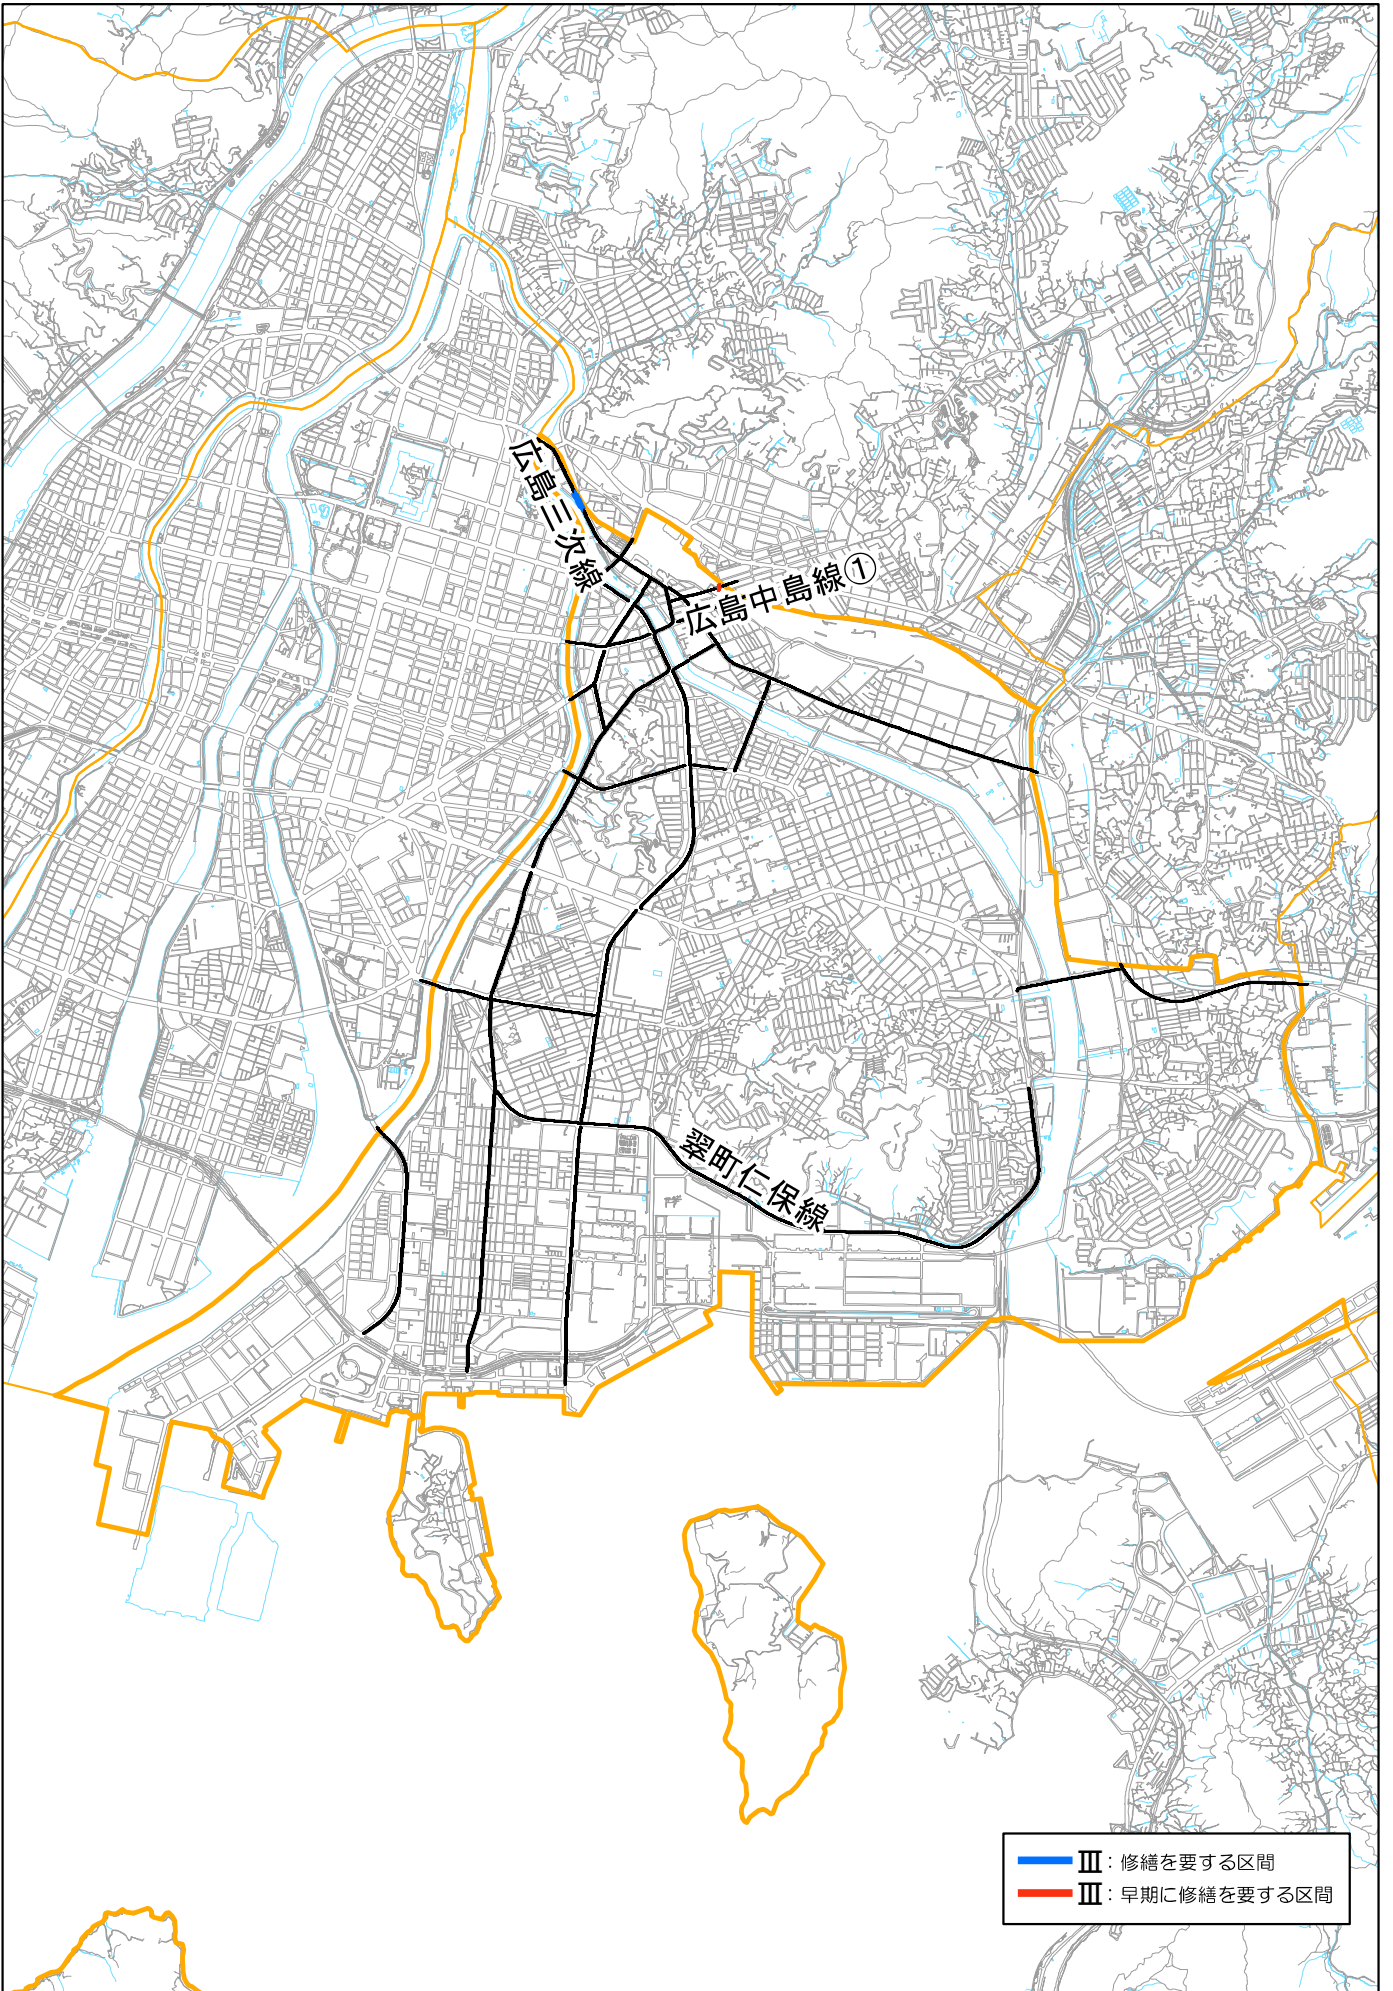 広島三次線
広島中島線①
翠町仁保線
Ⅲ：修繕を要する区間
Ⅲ：早期に修繕を要する区間